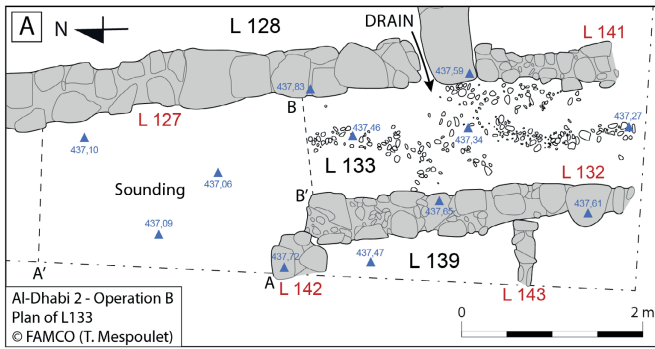 A
N
L 128
DRAIN
L 141
437,59
437,83
B
L 127
437,27
437,46
437,34
437,10
L 133
L 132
Sounding
437,06
B'
437,65
437,61
437,09
437,47
437,72
L 139
A'
A
L 142
L 143
Al-Dhabi 2 - Operation B
Plan of L133
© FAMCO (T. Mespoulet)
0
2 m